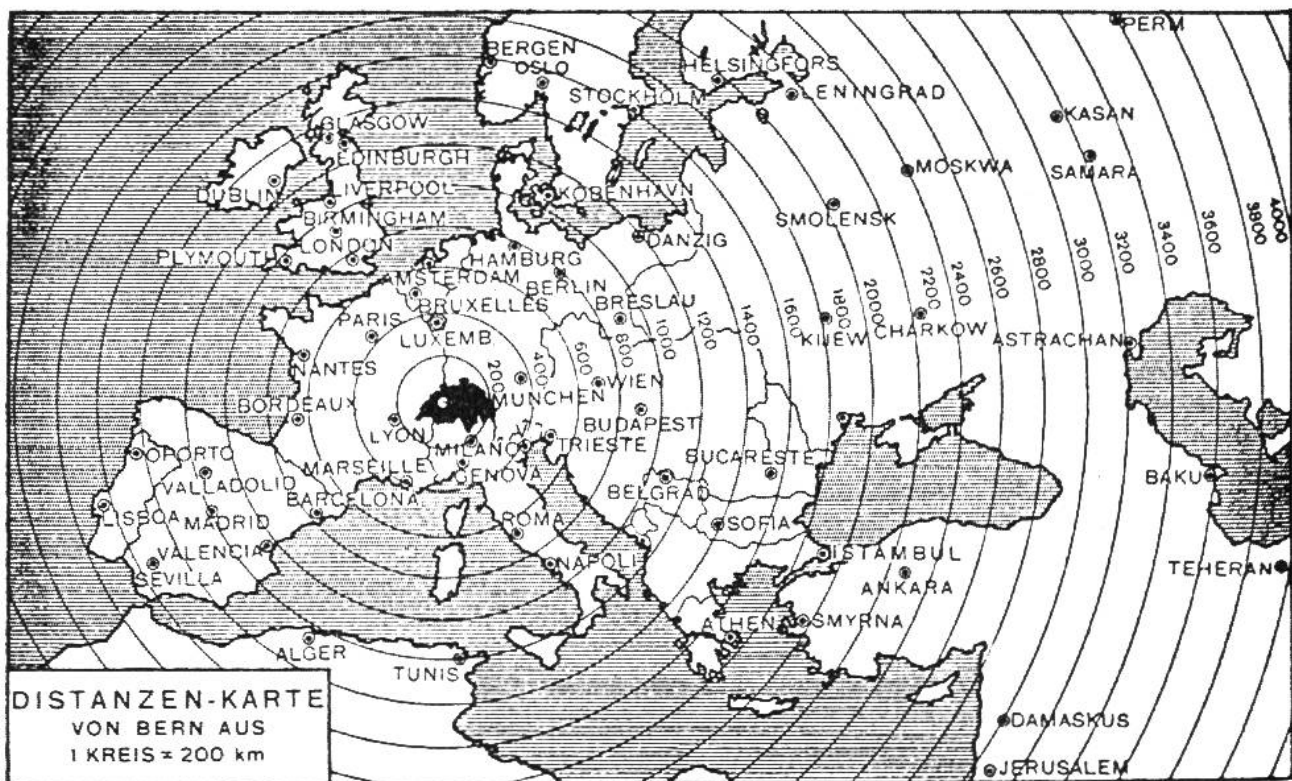 PERM
BERGEN
OSLO
HELSINGFORS
STOCKHOLM
LENINGRAD
KASAN
GLASGOW
EDINBURGH
MOSKWA
SAMARA
DUBLIN
LIVERPOOL
KOBENHAVN
BIRMINGHAM
SMOLENSK
LONDON
DANZIG
PLYMOUTH
HAMBURG
AMSTERDAM
BERLIN
BRUXELLES
BRESLAU
PARIS
LUXEMB
KIJEW
CHARKOW
ASTRACHAN
200 400 600 800 1000 1200 1400 1600 1800 2000 2200 2400 2600 2800 3000 3200 3400 3600 3800 4000
NANTES
WIEN
MÜNCHEN
BORDEAUX
BUDAPEST
LYON
MILANO
TRIESTE
OPORTO
MARSEILLE
GENOVA
BUCAREST
VALLADOLID
BELGRAD
BAKU
BARCELONA
LISBOA
MADRID
ROMA
SOFIA
VALENCIA
ISTAMBUL
SEVILLA
NAPOLI
ANKARA
TEHERAN
ATHEN
SMYRNA
ALGER
TUNIS
DISTANZEN-KARTE
VON BERN AUS
1 KREIS = 200 km
DAMASKUS
JERUSALEM